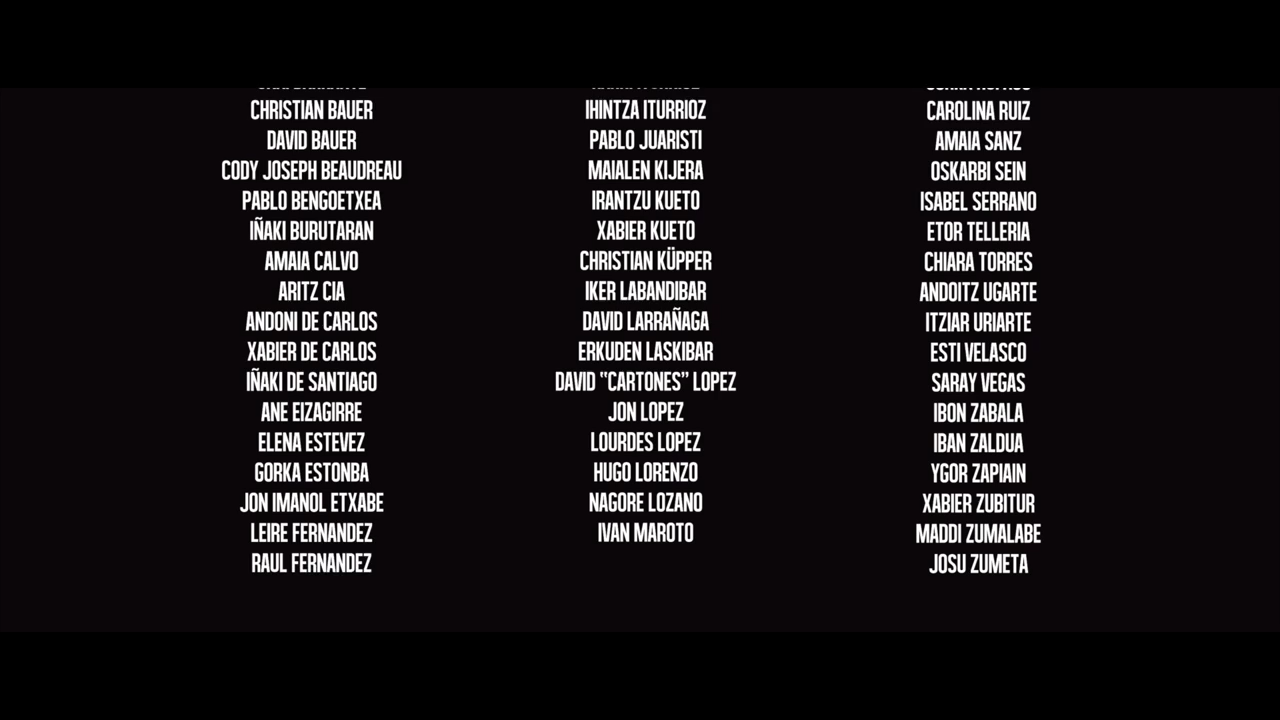 CHRISTIAN BAUER
DAVID BAUER
CODY JOSEPH BEAUDREAU
PABLO BENGOETXEA
IÑAKI BURUTARAN
AMAIA CALVO
ARITZ CIA
ANDONI DE CARLOS
XABIER DE CARLOS
IÑAKI DE SANTIAGO
ANE EIZAGIRRE
ELENA ESTEVEZ
GORKA ESTONBA
JON IMANOL ETXABE
LEIRE FERNANDEZ
RAUL FERNANDEZ
IHINTZA ITURRIOZ
PABLO JUARISTI
MAIALEN KIJERA
IRANTZU KUETO
XABIER KUETO
CHRISTIAN KÜPPER
IKER LABANDIBAR
DAVID LARRAÑAGA
ERKUDEN LASKIBAR
DAVID “CARTONES” LOPEZ
JON LOPEZ
LOURDES LOPEZ
HUGO LORENZO
NAGORE LOZANO
IVAN MAROTO
CAROLINA RUIZ
AMAIA SANZ
OSKARBI SEIN
ISABEL SERRANO
ETOR TELLERIA
CHIARA TORRES
ANDOITZ UGARTE
ITZIAR URIARTE
ESTI VELASCO
SARAY VEGAS
IBON ZABALA
IBAN ZALDUA
YGOR ZAPIAIN
XABIER ZUBITUR
MADDI ZUMALABE
JOSU ZUMETA